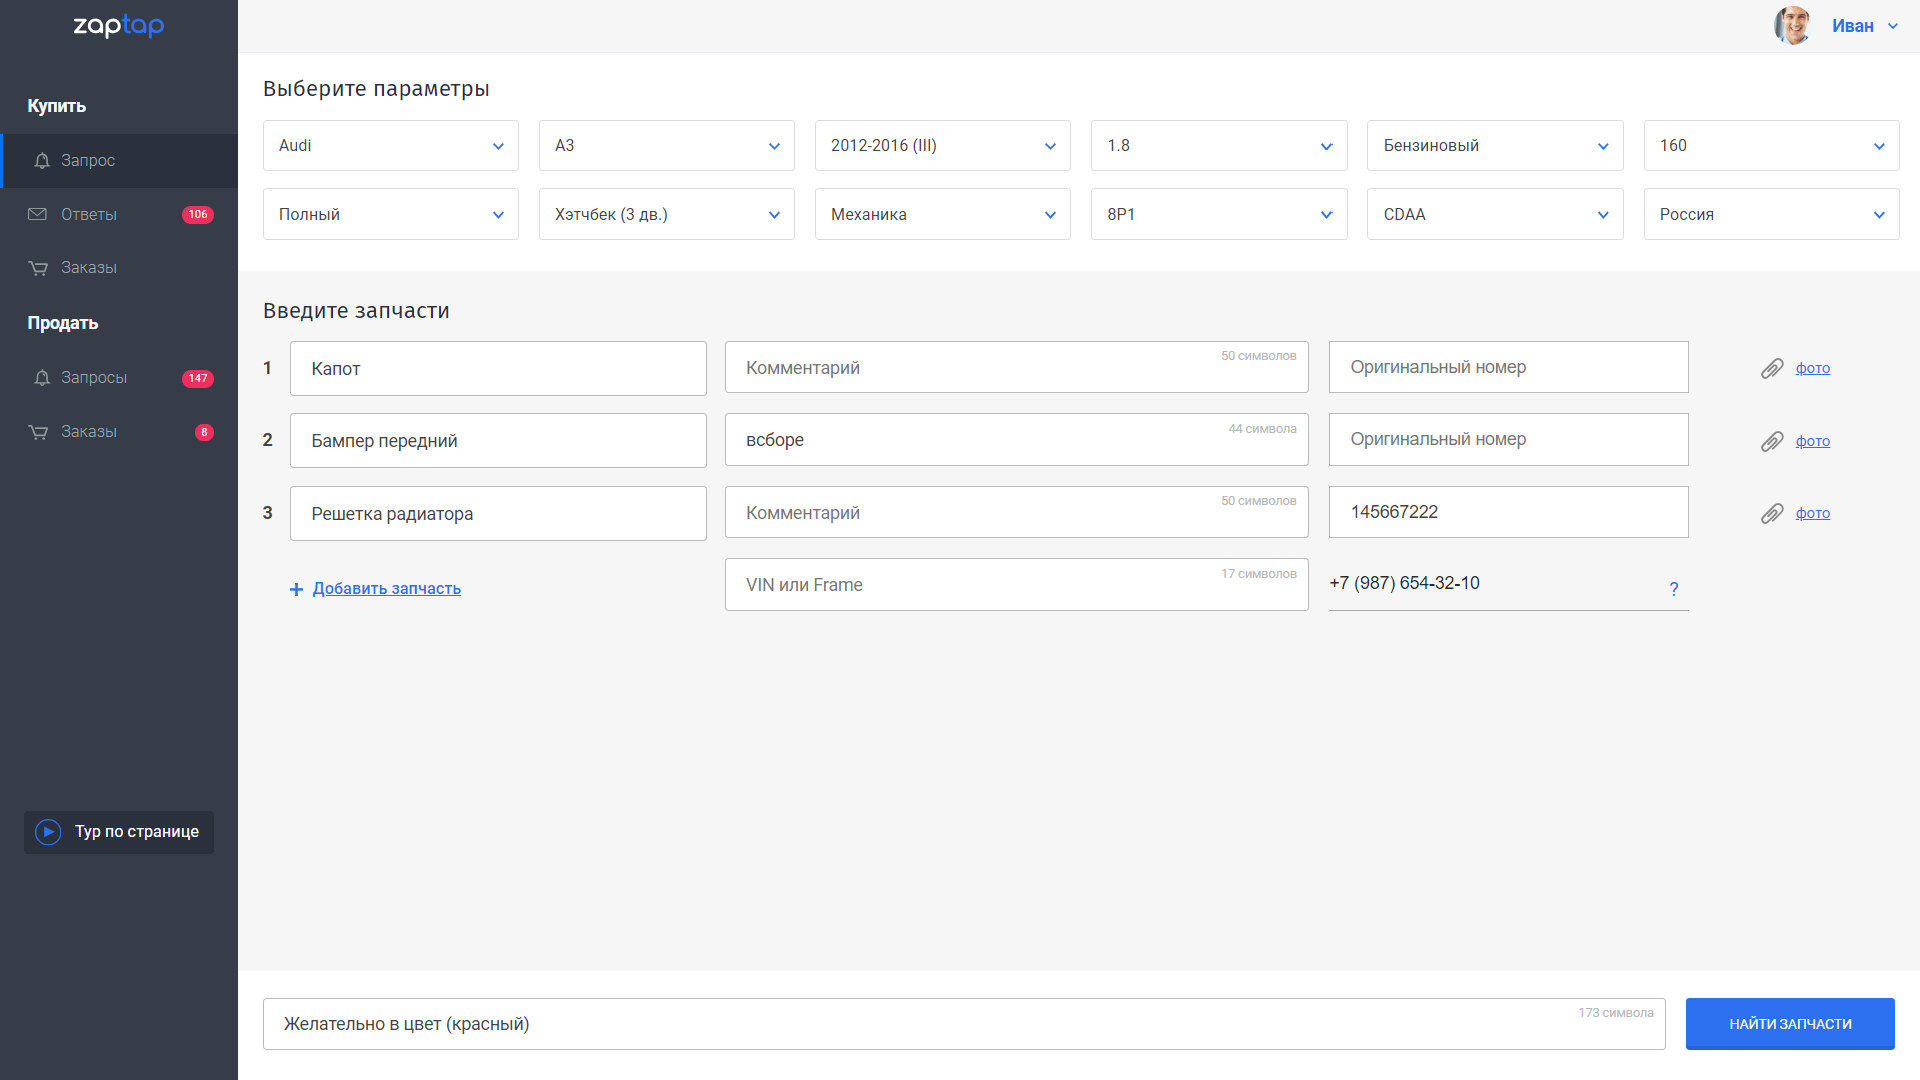 zaptap
Иван
Купить
Запрос
Ответы 106
Заказы
Продать
Запросы 147
Заказы 8
Тур по странице
Выберите параметры
Audi A3 2012-2016 (III) 1.8 Бензиновый 160
Полный Хэтчбек (3 дв.) Механика 8P1 CDAA Россия
Введите запчасти
1 Капот Комментарий 50 символов Оригинальный номер фото
2 Бампер передний всборе 44 символа Оригинальный номер фото
3 Решетка радиатора Комментарий 50 символов 145667222 фото
+ Добавить запчасть VIN или Frame 17 символов +7 (987) 654-32-10 ?
Желательно в цвет (красный) 173 символа НАЙТИ ЗАПЧАСТИ